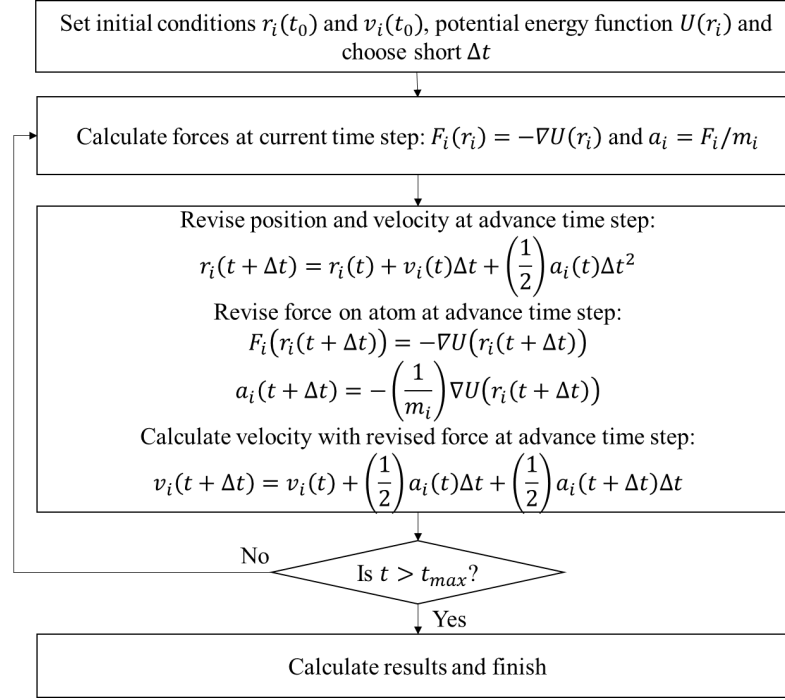 Set initial conditions r_i(t_0) and v_i(t_0), potential energy function U(r_i) and
choose short Δt
Calculate forces at current time step: F_i(r_i) = −∇U(r_i) and a_i = F_i/m_i
Revise position and velocity at advance time step:
r_i(t + Δt) = r_i(t) + v_i(t)Δt + (1/2) a_i(t)Δt²
Revise force on atom at advance time step:
F_i(r_i(t + Δt)) = −∇U(r_i(t + Δt))
a_i(t + Δt) = −(1/m_i) ∇U(r_i(t + Δt))
Calculate velocity with revised force at advance time step:
v_i(t + Δt) = v_i(t) + (1/2) a_i(t)Δt + (1/2) a_i(t + Δt)Δt
No
Is t > t_max?
Yes
Calculate results and finish